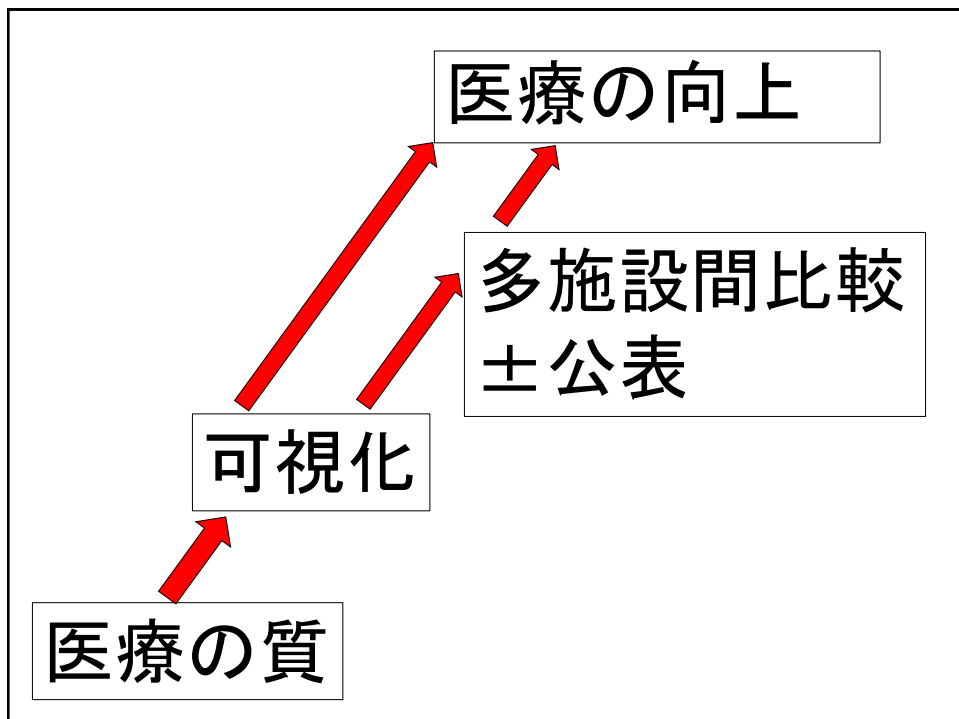 医療の向上
多施設間比較
±公表
可視化
医療の質